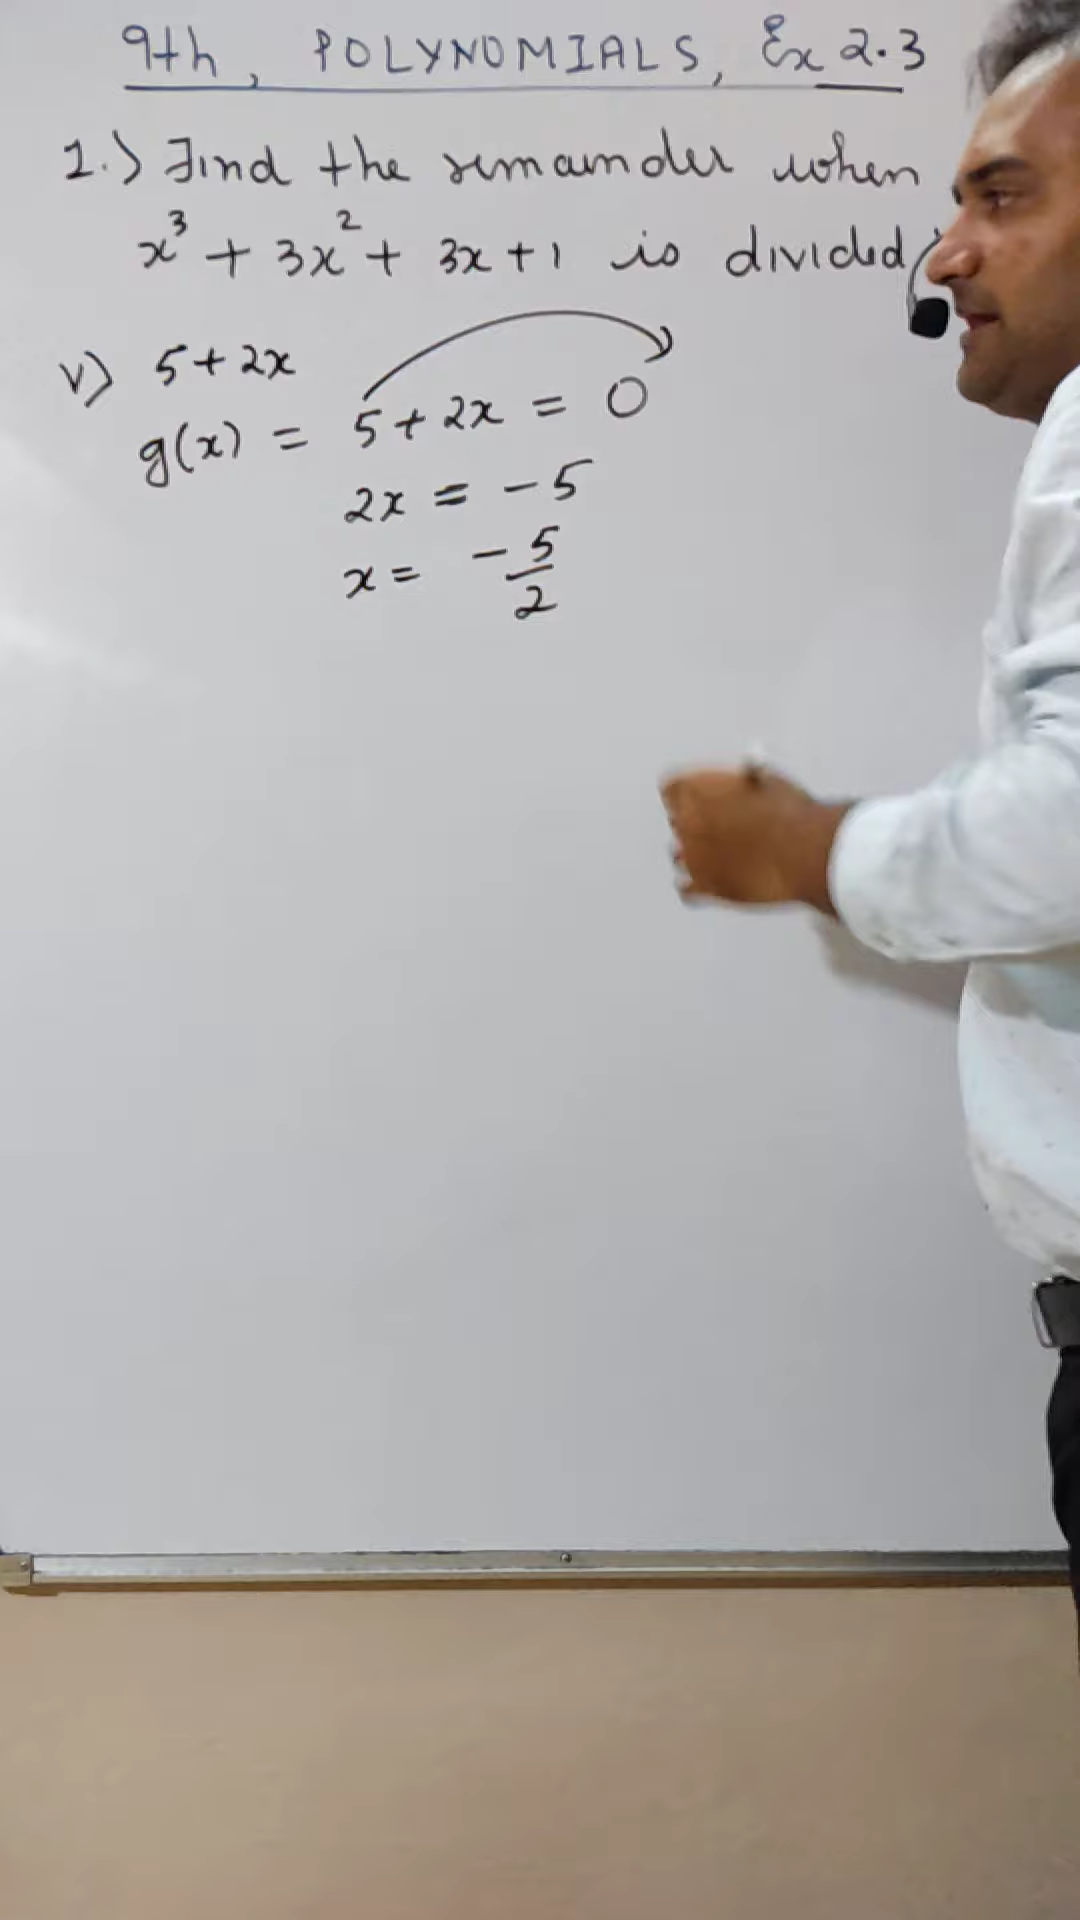 9th, POLYNOMIALS, Ex 2.3
1.) Find the remainder when
x³ + 3x² + 3x + 1 is divided
v) 5 + 2x
g(x) = 5 + 2x = 0
2x = -5
x = -5/2